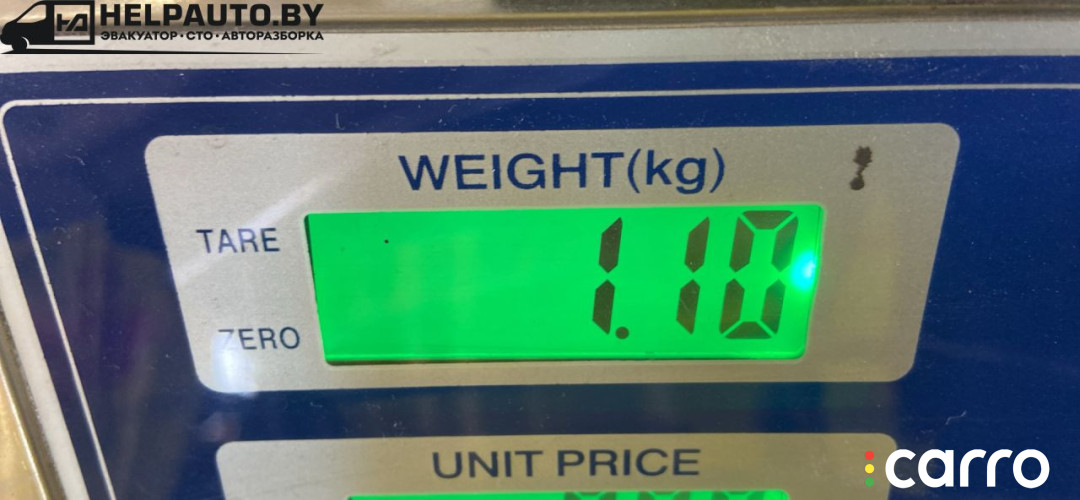 HELPAUTO.BY
ЭВАКУАТОР • СТО • АВТОРАЗБОРКА
WEIGHT(kg)
TARE
1.10
ZERO
UNIT PRICE
carro